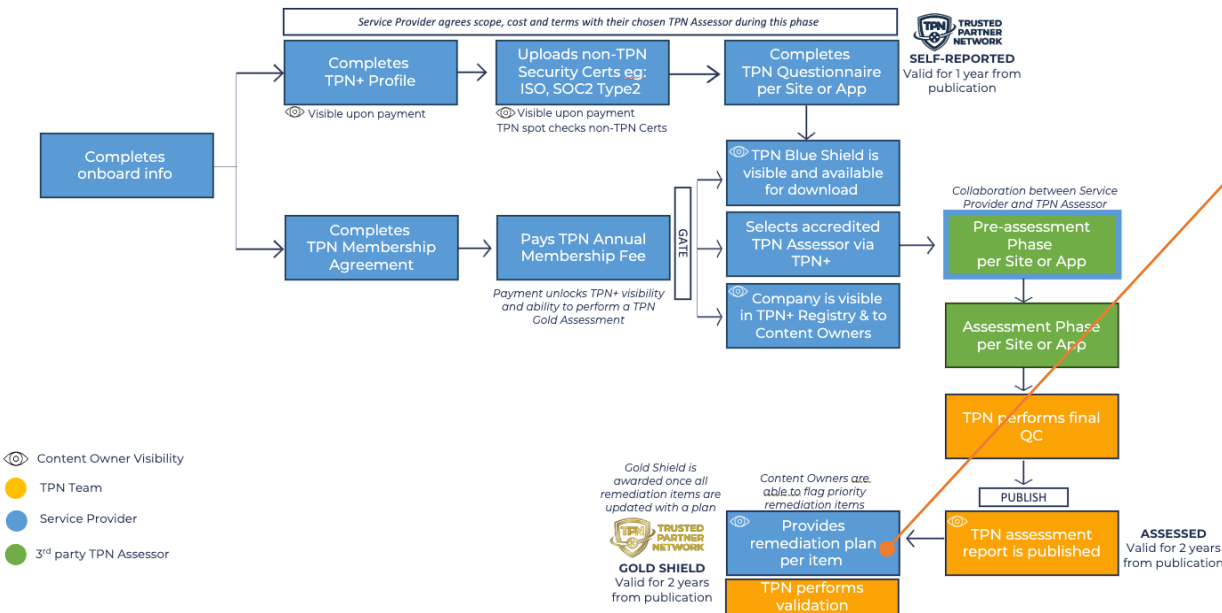 Service Provider agrees scope, cost and terms with their chosen TPN Assessor during this phase
Completes
TPN+ Profile
Visible upon payment
Uploads non-TPN
Security Certs eg:
ISO, SOC2 Type2
Visible upon payment
TPN spot checks non-TPN Certs
Completes
TPN Questionnaire
per Site or App
TPN
TRUSTED
PARTNER
NETWORK
SELF-REPORTED
Valid for 1 year from
publication
Completes
onboard info
TPN Blue Shield is
visible and available
for download
Completes
TPN Membership
Agreement
Pays TPN Annual
Membership Fee
Payment unlocks TPN+ visibility
and ability to perform a TPN
Gold Assessment
GATE
Selects accredited
TPN Assessor via
TPN+
Company is visible
in TPN+ Registry & to
Content Owners
Collaboration between Service
Provider and TPN Assessor
Pre-assessment
Phase
per Site or App
Assessment Phase
per Site or App
TPN performs final
QC
PUBLISH
TPN assessment
report is published
ASSESSED
Valid for 2 years
from publication
Content Owners are
able to flag priority
remediation items
Provides
remediation plan
per item
TPN performs
validation
Gold Shield is
awarded once all
remediation items are
updated with a plan
TPN
TRUSTED
PARTNER
NETWORK
GOLD SHIELD
Valid for 2 years
from publication
Content Owner Visibility
TPN Team
Service Provider
3rd party TPN Assessor